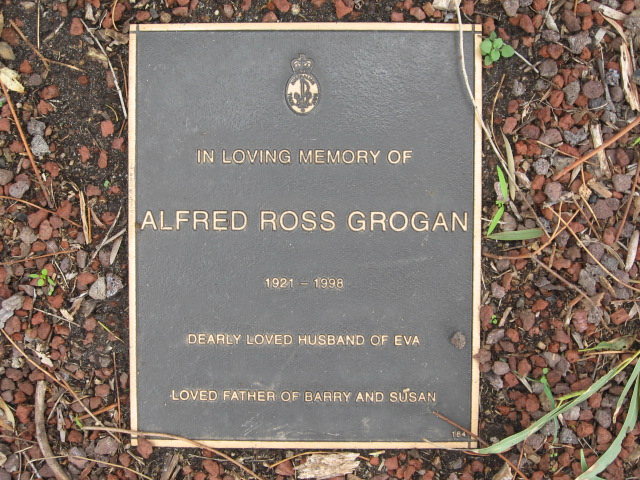 IN LOVING MEMORY OF
ALFRED ROSS GROGAN
1921 – 1998
DEARLY LOVED HUSBAND OF EVA
LOVED FATHER OF BARRY AND SUSAN
184